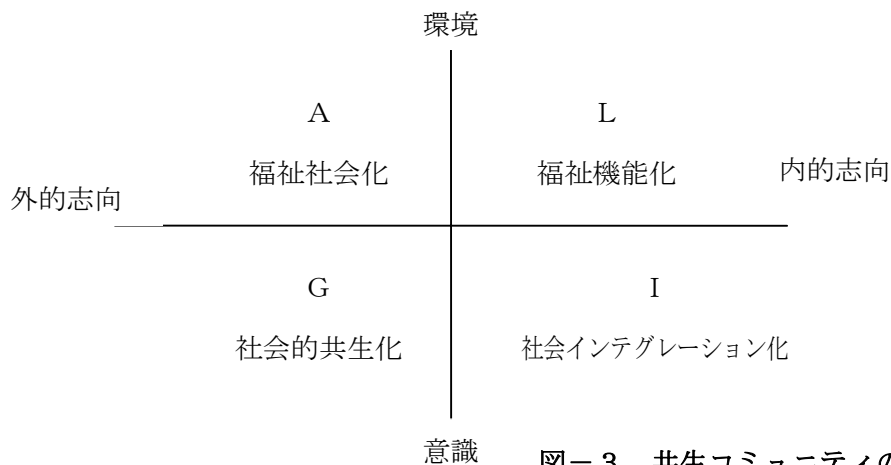 環境
A
L
福祉社会化
福祉機能化
内的志向
外的志向
G
I
社会的共生化
社会インテグレーション化
意識
図－3 共生コミュニティの